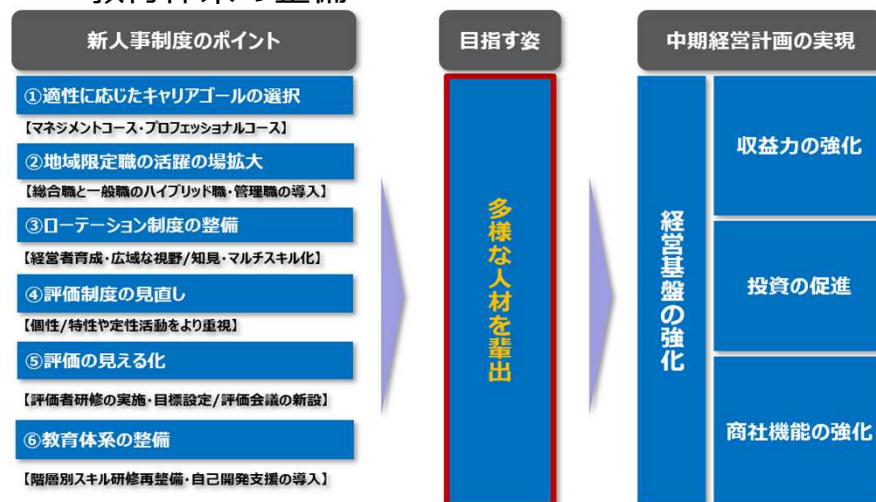 教育体系の整備
新人事制度のポイント
①適性に応じたキャリアゴールの選択
【マネジメントコース・プロフェッショナルコース】
②地域限定職の活躍の場拡大
【総合職と一般職のハイブリッド職・管理職の導入】
③ローテーション制度の整備
【経営者育成・広域な視野/知見・マルチスキル化】
④評価制度の見直し
【個性/特性や定性活動をより重視】
⑤評価の見える化
【評価者研修の実施・目標設定/評価会議の新設】
⑥教育体系の整備
【階層別スキル研修再整備・自己開発支援の導入】
目指す姿
多様な人材を輩出
中期経営計画の実現
経営基盤の強化
収益力の強化
投資の促進
商社機能の強化